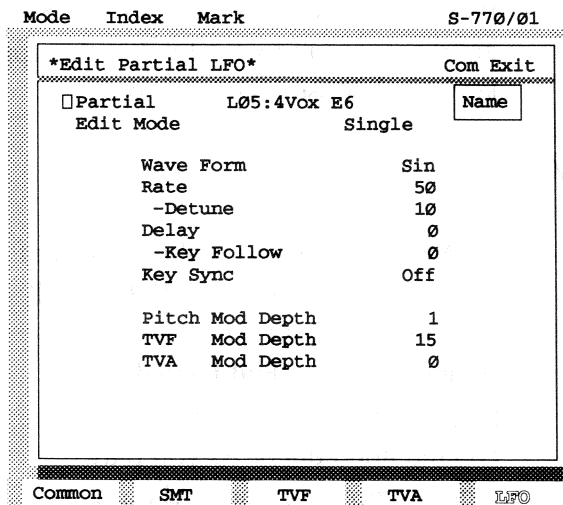 Mode Index Mark S-770/01
*Edit Partial LFO* Com Exit
Partial L05:4Vox E6 Name
Edit Mode Single
Wave Form Sin
Rate 50
-Detune 10
Delay 0
-Key Follow 0
Key Sync Off
Pitch Mod Depth 1
TVF Mod Depth 15
TVA Mod Depth 0
Common SMT TVF TVA LFO